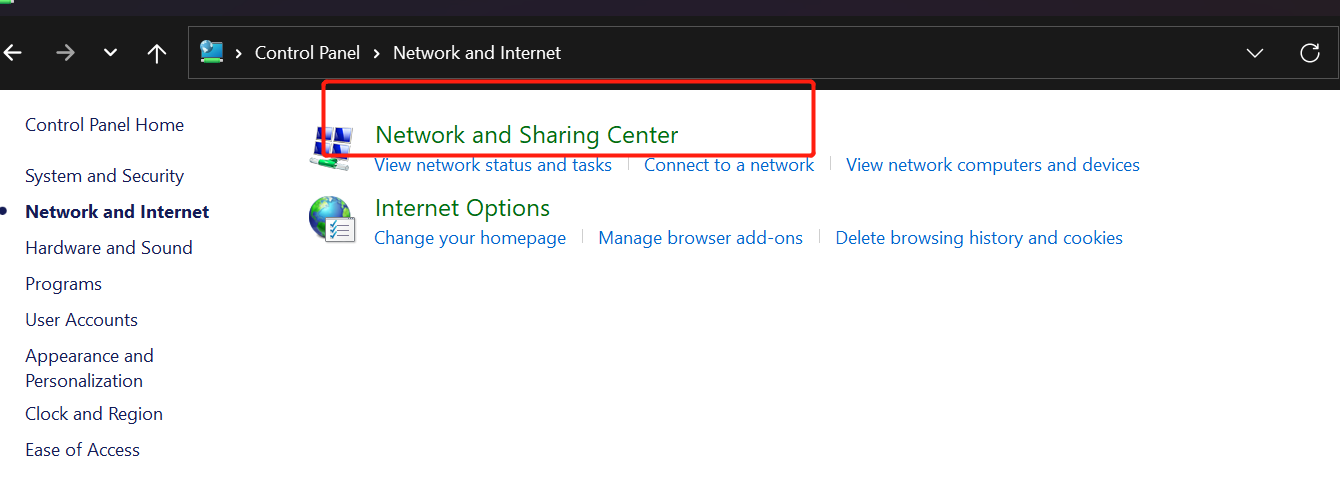 Control Panel > Network and Internet
Control Panel Home
System and Security
Network and Internet
Hardware and Sound
Programs
User Accounts
Appearance and
Personalization
Clock and Region
Ease of Access
Network and Sharing Center
View network status and tasks Connect to a network View network computers and devices
Internet Options
Change your homepage Manage browser add-ons Delete browsing history and cookies